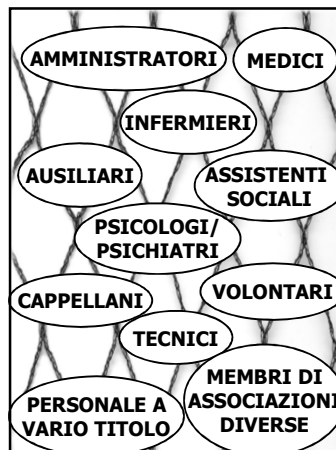 AMMINISTRATORI
MEDICI
INFERMIERI
AUSILIARI
ASSISTENTI
SOCIALI
PSICOLOGI/
PSICHIATRI
CAPPELLANI
VOLONTARI
TECNICI
PERSONALE A
VARIO TITOLO
MEMBRI DI
ASSOCIAZIONI
DIVERSE